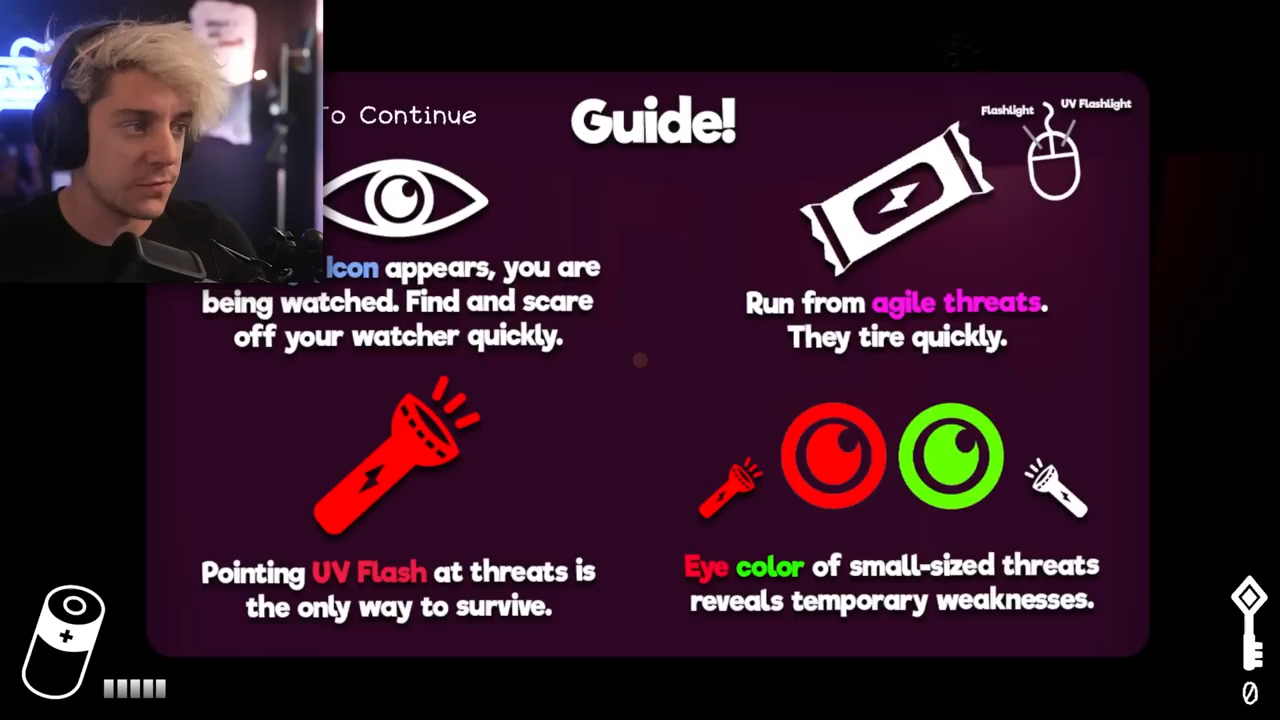 To Continue
Guide!
Flashlight
UV Flashlight
Icon appears, you are
being watched. Find and scare
off your watcher quickly.
Run from agile threats.
They tire quickly.
Pointing UV Flash at threats is
the only way to survive.
Eye color of small-sized threats
reveals temporary weaknesses.
0